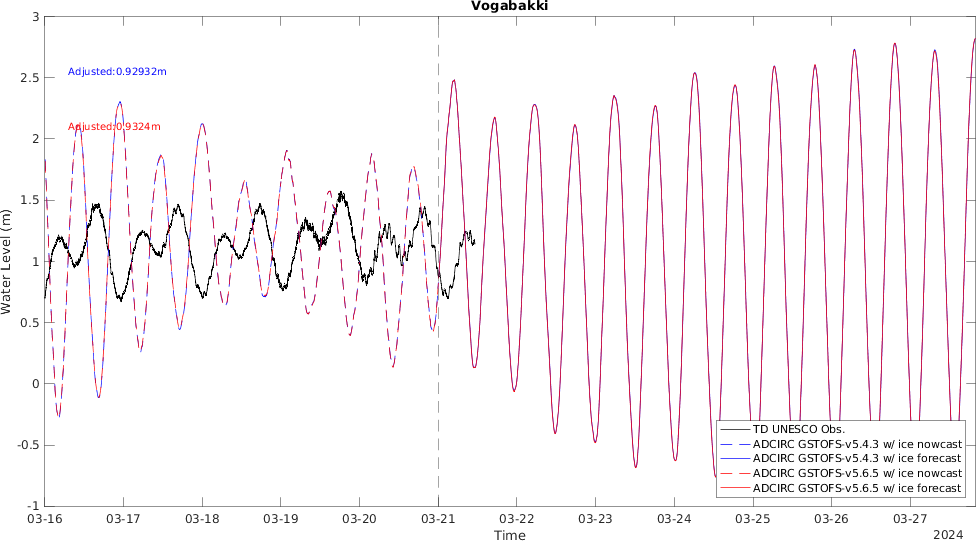 Vogabakki
3
2.5
2
1.5
1
0.5
0
-0.5
-1
Water Level (m)
Adjusted:0.92932m
Adjusted:0.9324m
TD UNESCO Obs.
ADCIRC GSTOFS-v5.4.3 w/ ice nowcast
ADCIRC GSTOFS-v5.4.3 w/ ice forecast
ADCIRC GSTOFS-v5.6.5 w/ ice nowcast
ADCIRC GSTOFS-v5.6.5 w/ ice forecast
03-16 03-17 03-18 03-19 03-20 03-21 03-22 03-23 03-24 03-25 03-26 03-27
Time
2024